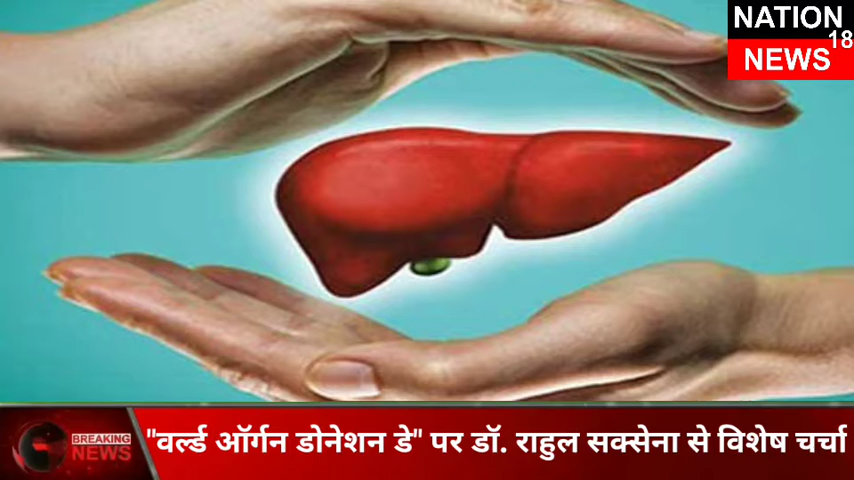 NATION
18
NEWS
BREAKING
NEWS
"वर्ल्ड ऑर्गन डोनेशन डे" पर डॉ. राहुल सक्सेना से विशेष चर्चा